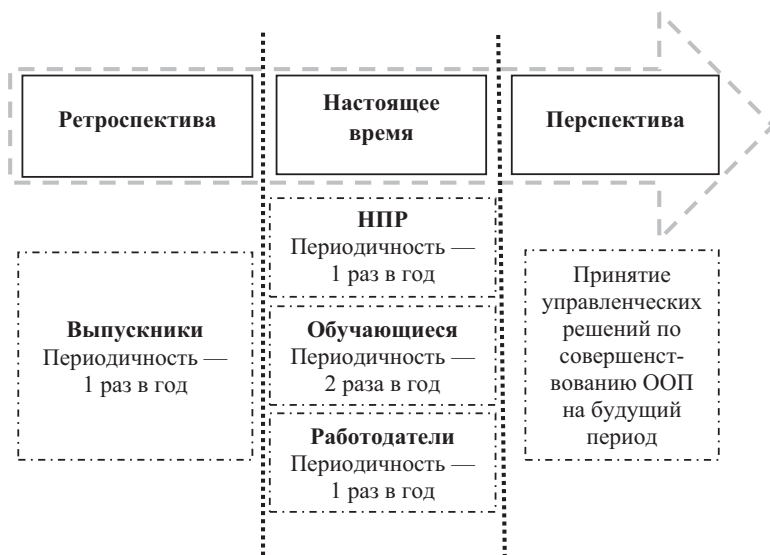 Ретроспектива
Настоящее
время
Перспектива
Выпускники
Периодичность —
1 раз в год
НПР
Периодичность —
1 раз в год
Обучающиеся
Периодичность —
2 раза в год
Работодатели
Периодичность —
1 раз в год
Принятие
управленческих
решений по
совершенст-
вованию ООП
на будущий
период